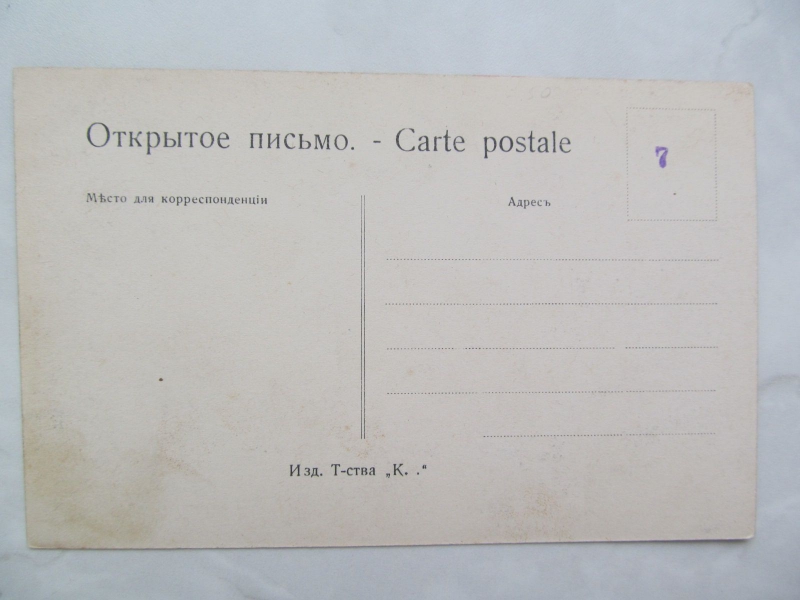 Открытое письмо. - Carte postale
7
Мѣсто для корреспонденціи
Адресъ
Изд. Т-ства „К. .“